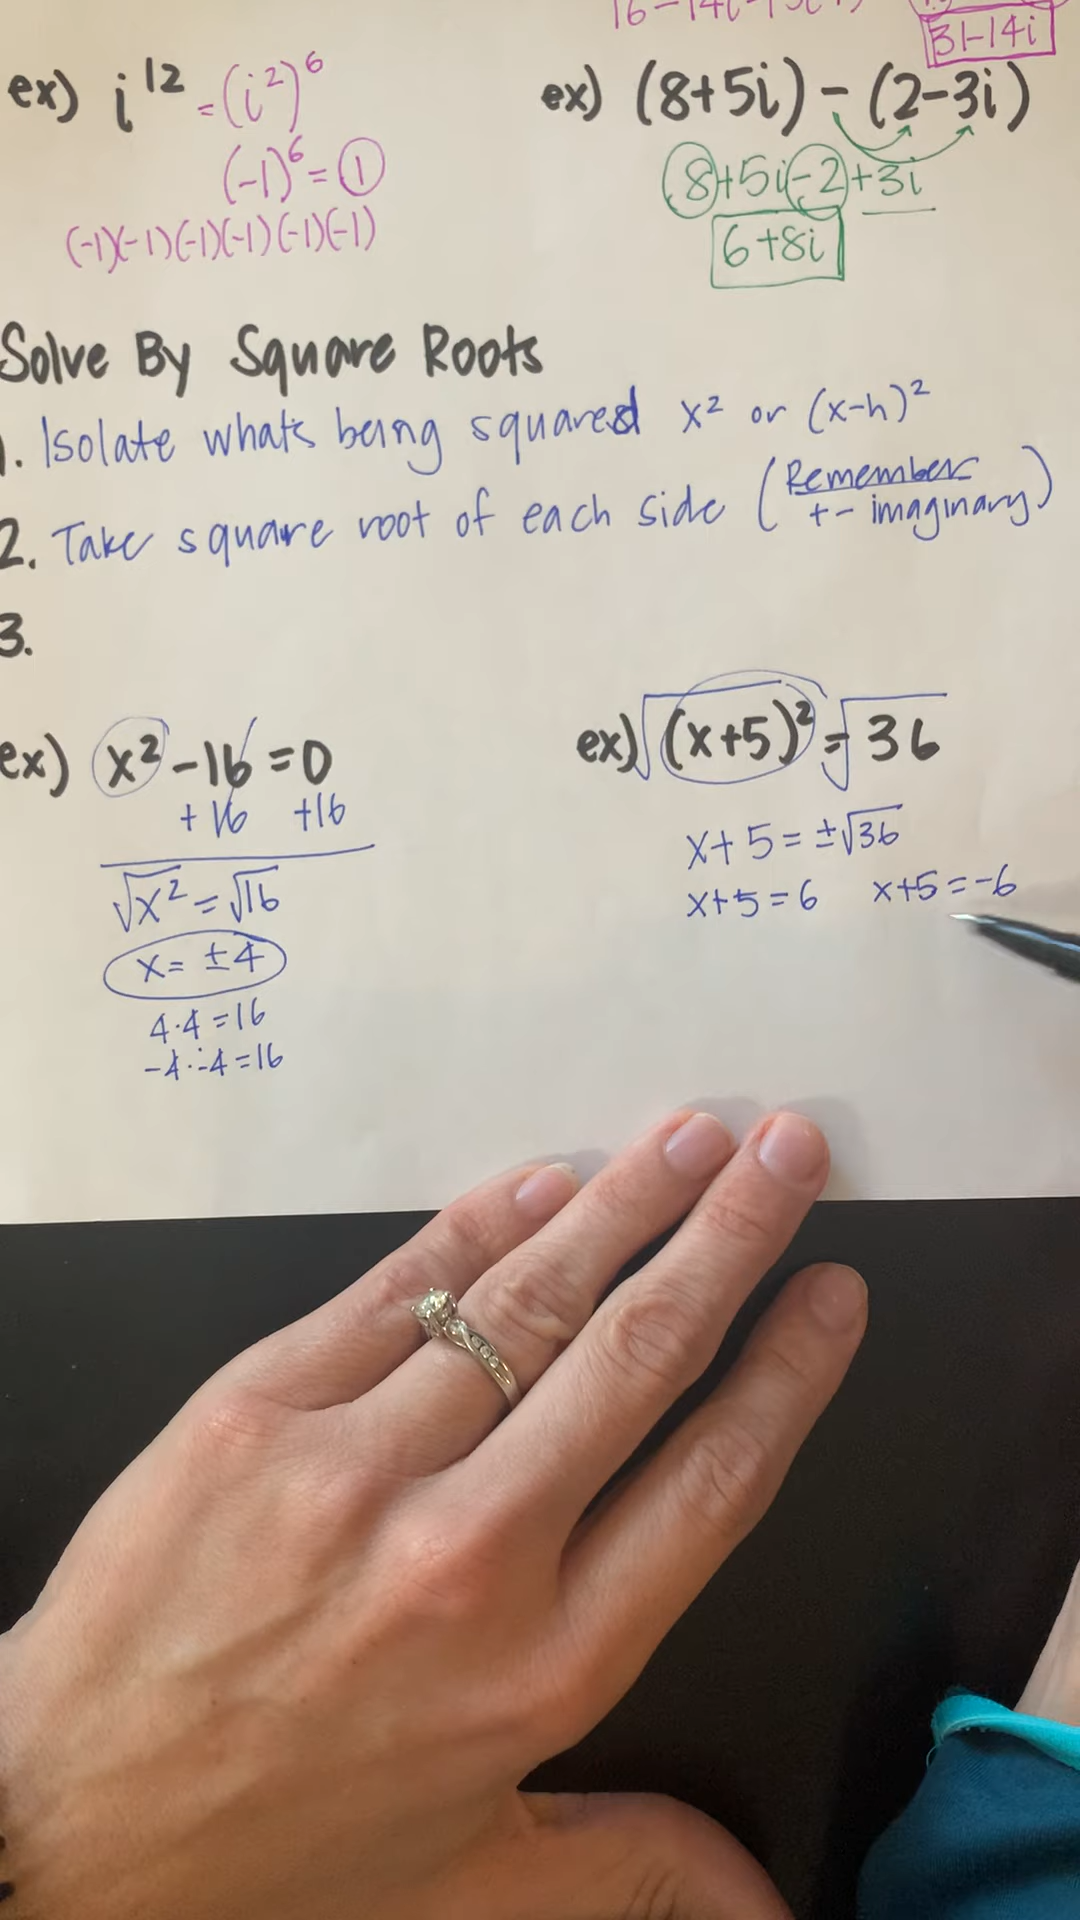 31-14i
ex) i¹² = (i²)⁶
(-1)⁶ = 1
(-1)(-1)(-1)(-1)(-1)(-1)
ex) (8+5i) - (2-3i)
8+5i-2+3i
6+8i
Solve By Square Roots
1. Isolate what's being squared x² or (x-h)²
2. Take square root of each side (Remember +- imaginary)
3.
ex) x² -16 = 0
+16 +16
√x² = √16
x = ±4
4·4 = 16
-4·-4 = 16
ex) √(x+5)² = √36
x+5 = ±√36
x+5 = 6 x+5 = -6